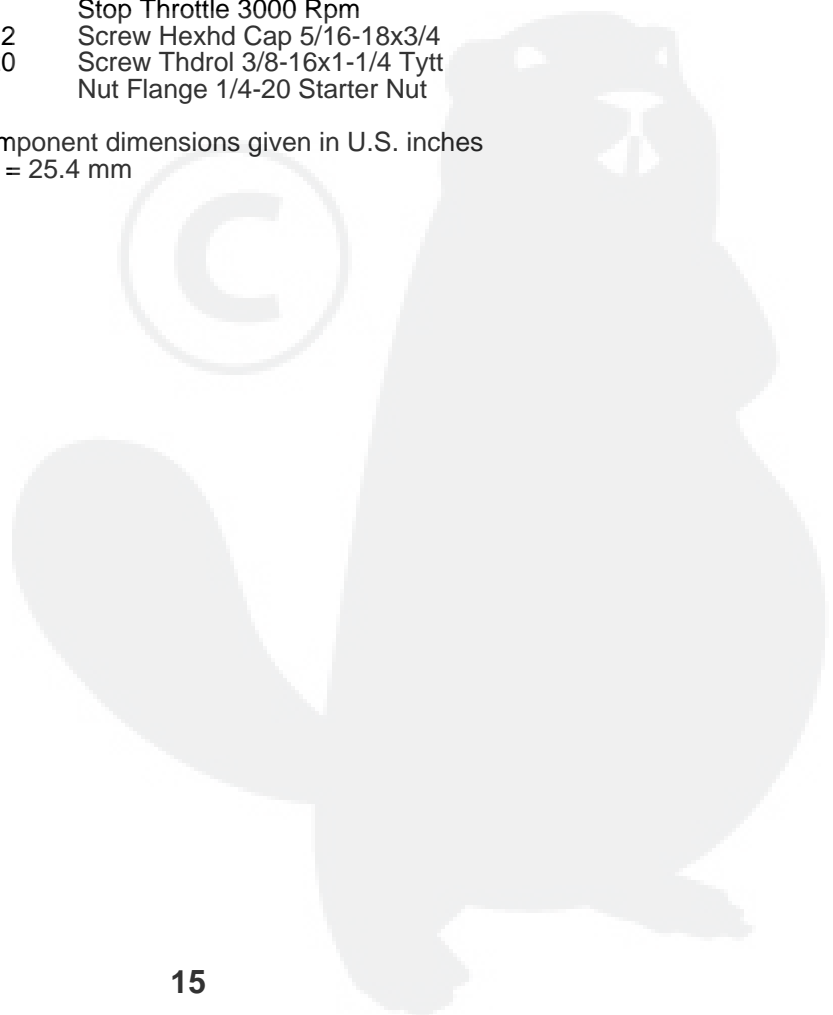 Stop Throttle 3000 Rpm
2 Screw Hexhd Cap 5/16-18x3/4
0 Screw Thdrol 3/8-16x1-1/4 Tytt
Nut Flange 1/4-20 Starter Nut
mponent dimensions given in U.S. inches
= 25.4 mm
©
15